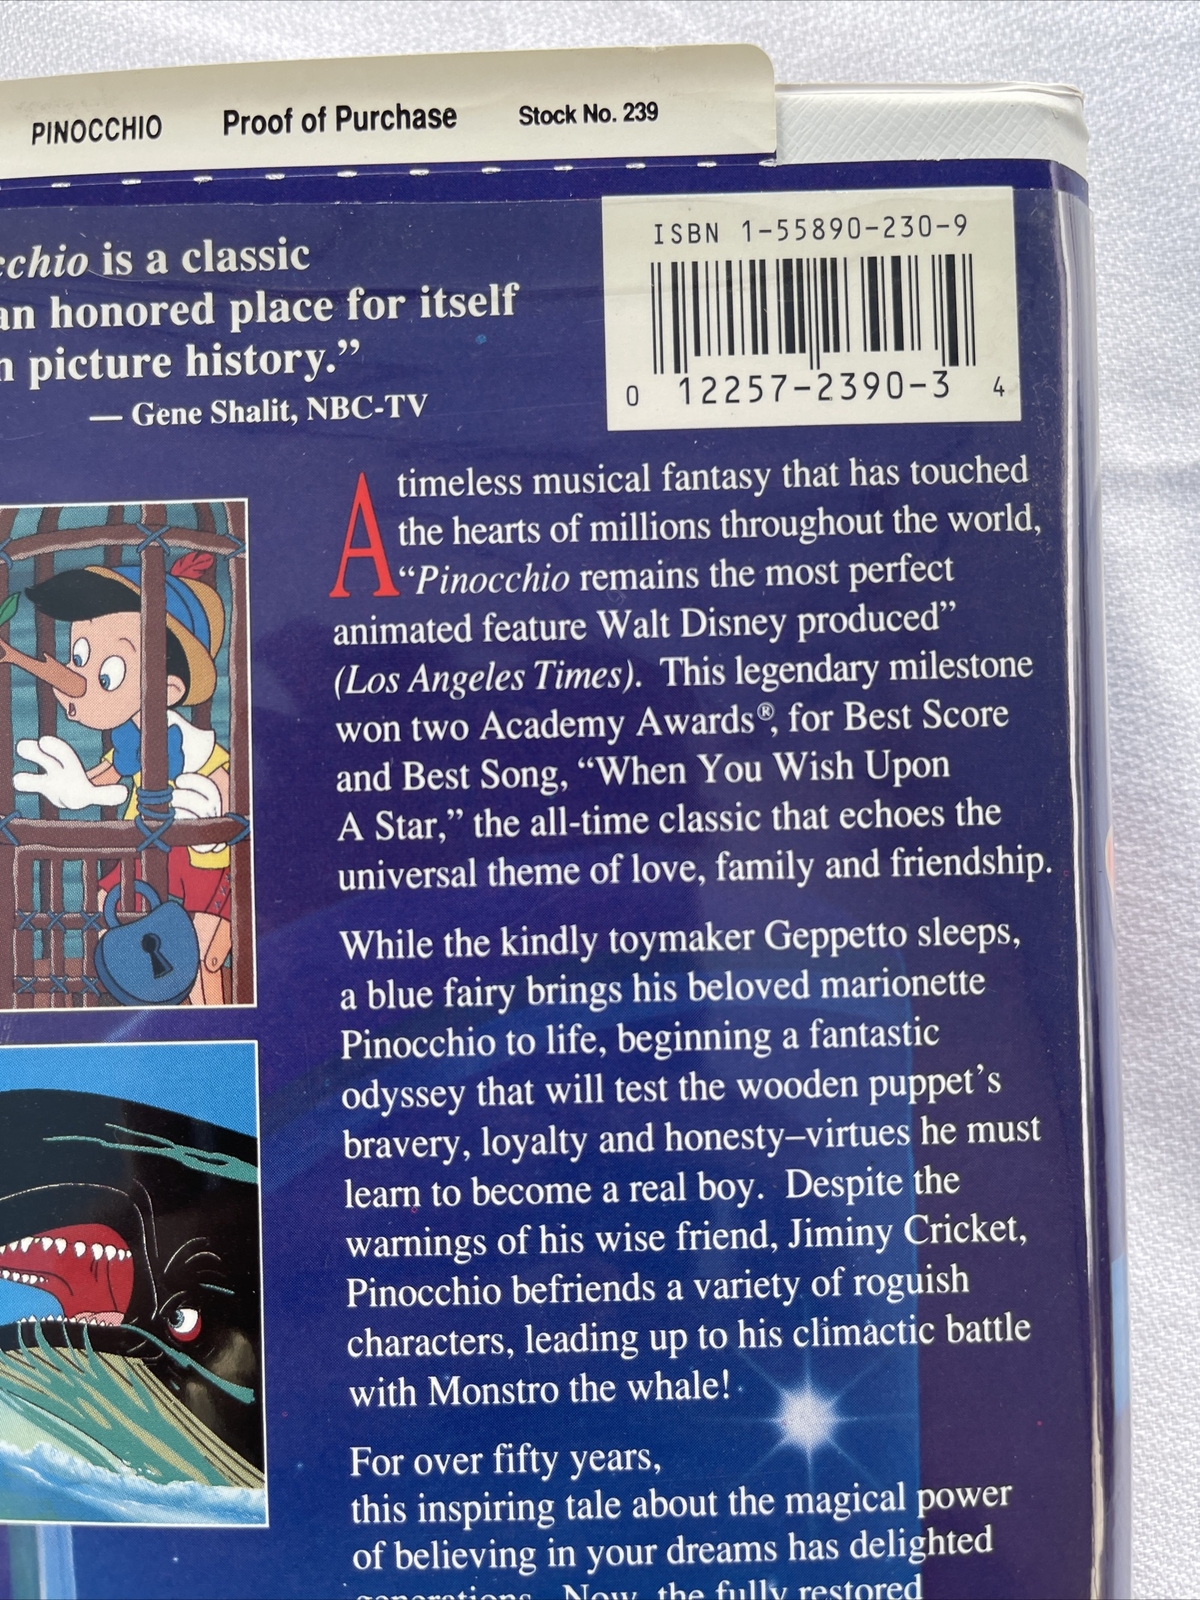 PINOCCHIO Proof of Purchase Stock No. 239
cchio is a classic
an honored place for itself
n picture history.”
— Gene Shalit, NBC-TV
ISBN 1-55890-230-9
0 12257-2390-3 4
A timeless musical fantasy that has touched
the hearts of millions throughout the world,
“Pinocchio remains the most perfect
animated feature Walt Disney produced”
(Los Angeles Times). This legendary milestone
won two Academy Awards®, for Best Score
and Best Song, “When You Wish Upon
A Star,” the all-time classic that echoes the
universal theme of love, family and friendship.
While the kindly toymaker Geppetto sleeps,
a blue fairy brings his beloved marionette
Pinocchio to life, beginning a fantastic
odyssey that will test the wooden puppet’s
bravery, loyalty and honesty–virtues he must
learn to become a real boy. Despite the
warnings of his wise friend, Jiminy Cricket,
Pinocchio befriends a variety of roguish
characters, leading up to his climactic battle
with Monstro the whale!
For over fifty years,
this inspiring tale about the magical power
of believing in your dreams has delighted
generations. Now, the fully restored